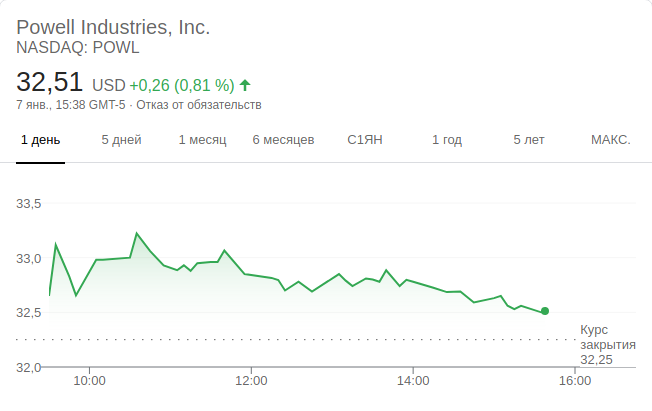 Powell Industries, Inc.
NASDAQ: POWL
32,51 USD +0,26 (0,81 %)
7 янв., 15:38 GMT-5 · Отказ от обязательств
1 день 5 дней 1 месяц 6 месяцев С1ЯН 1 год 5 лет МАКС.
33,5
33,0
32,5
Курс
закрытия
32,25
32,0
10:00 12:00 14:00 16:00